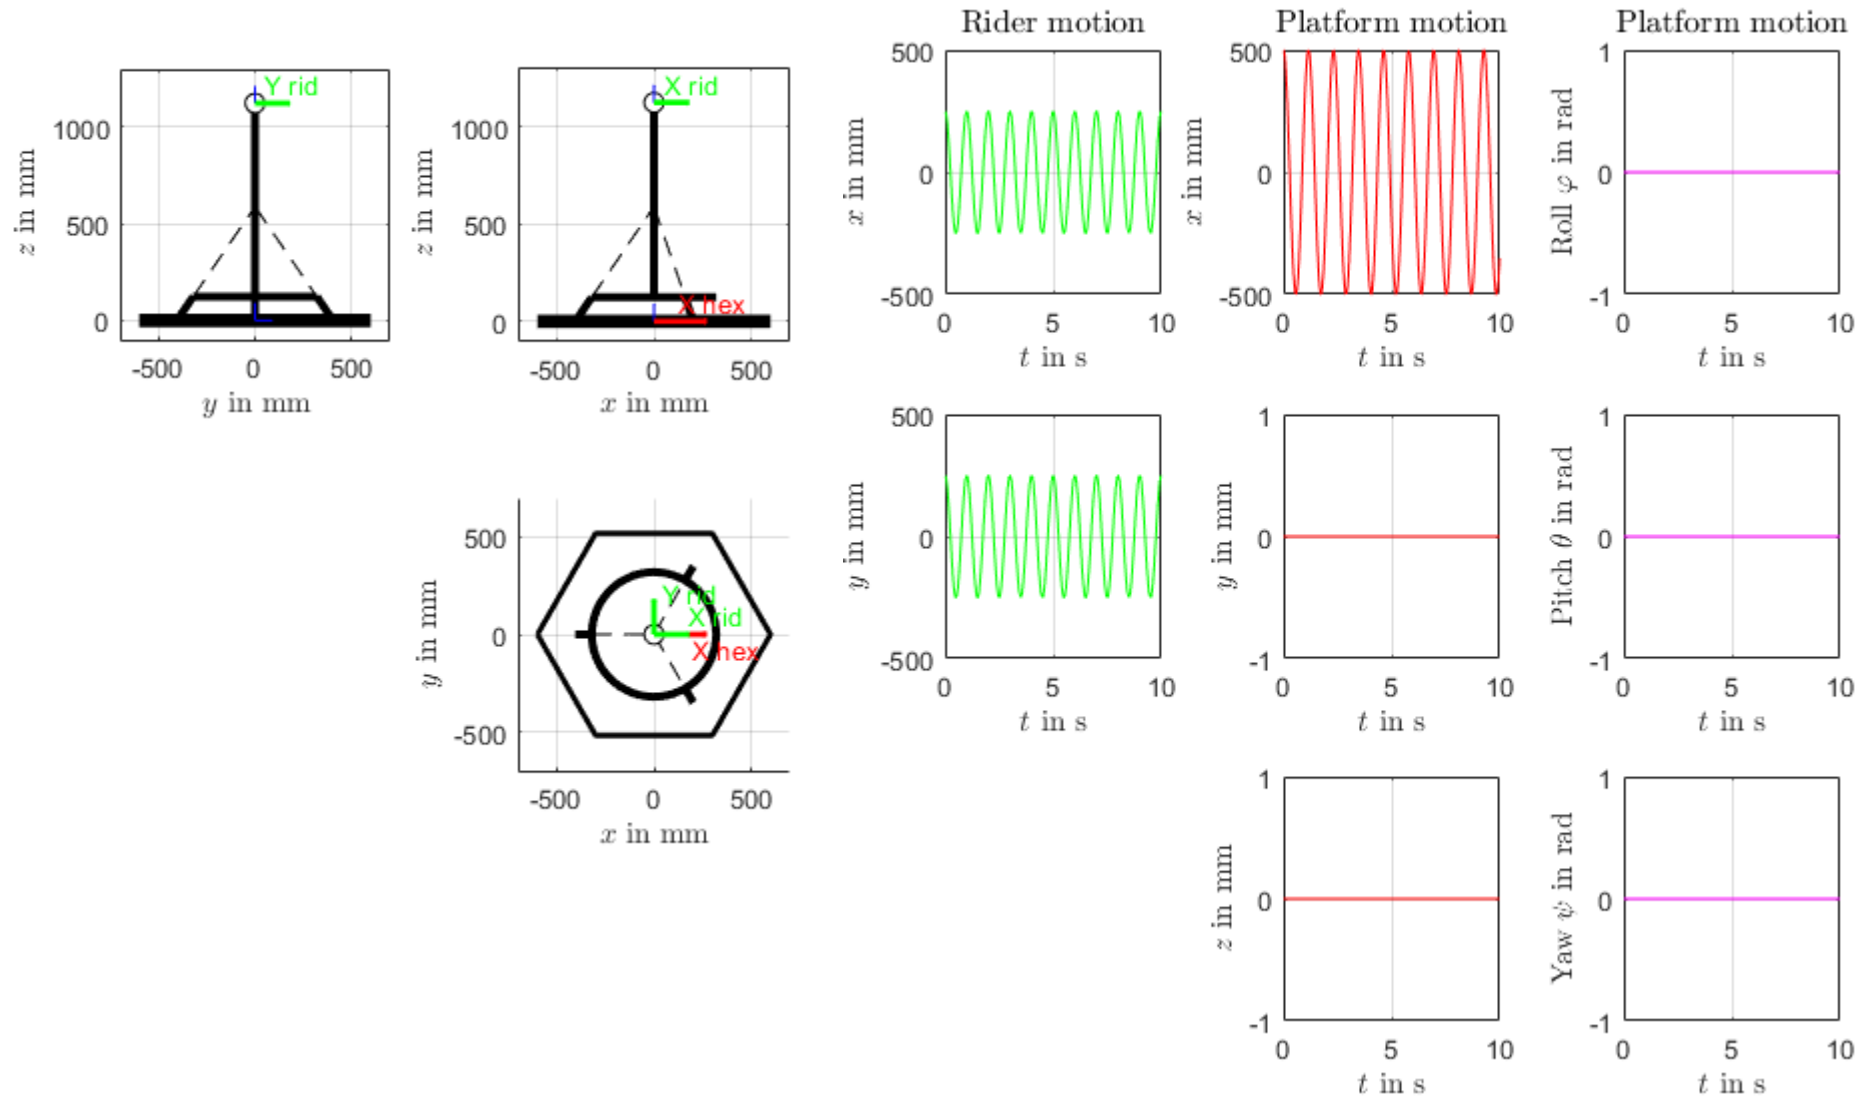 Rider motion
Platform motion
Platform motion
Y rid
1000
500
0
-500
0
500
z in mm
y in mm
X rid
X hex
1000
500
0
-500
0
500
z in mm
x in mm
500
0
-500
0
5
10
x in mm
t in s
500
0
-500
0
5
10
x in mm
t in s
1
0
-1
0
5
10
Roll φ in rad
t in s
Y rid
X rid
X hex
500
0
-500
-500
0
500
y in mm
x in mm
500
0
-500
0
5
10
y in mm
t in s
1
0
-1
0
5
10
y in mm
t in s
1
0
-1
0
5
10
Pitch θ in rad
t in s
1
0
-1
0
5
10
z in mm
t in s
1
0
-1
0
5
10
Yaw ψ in rad
t in s